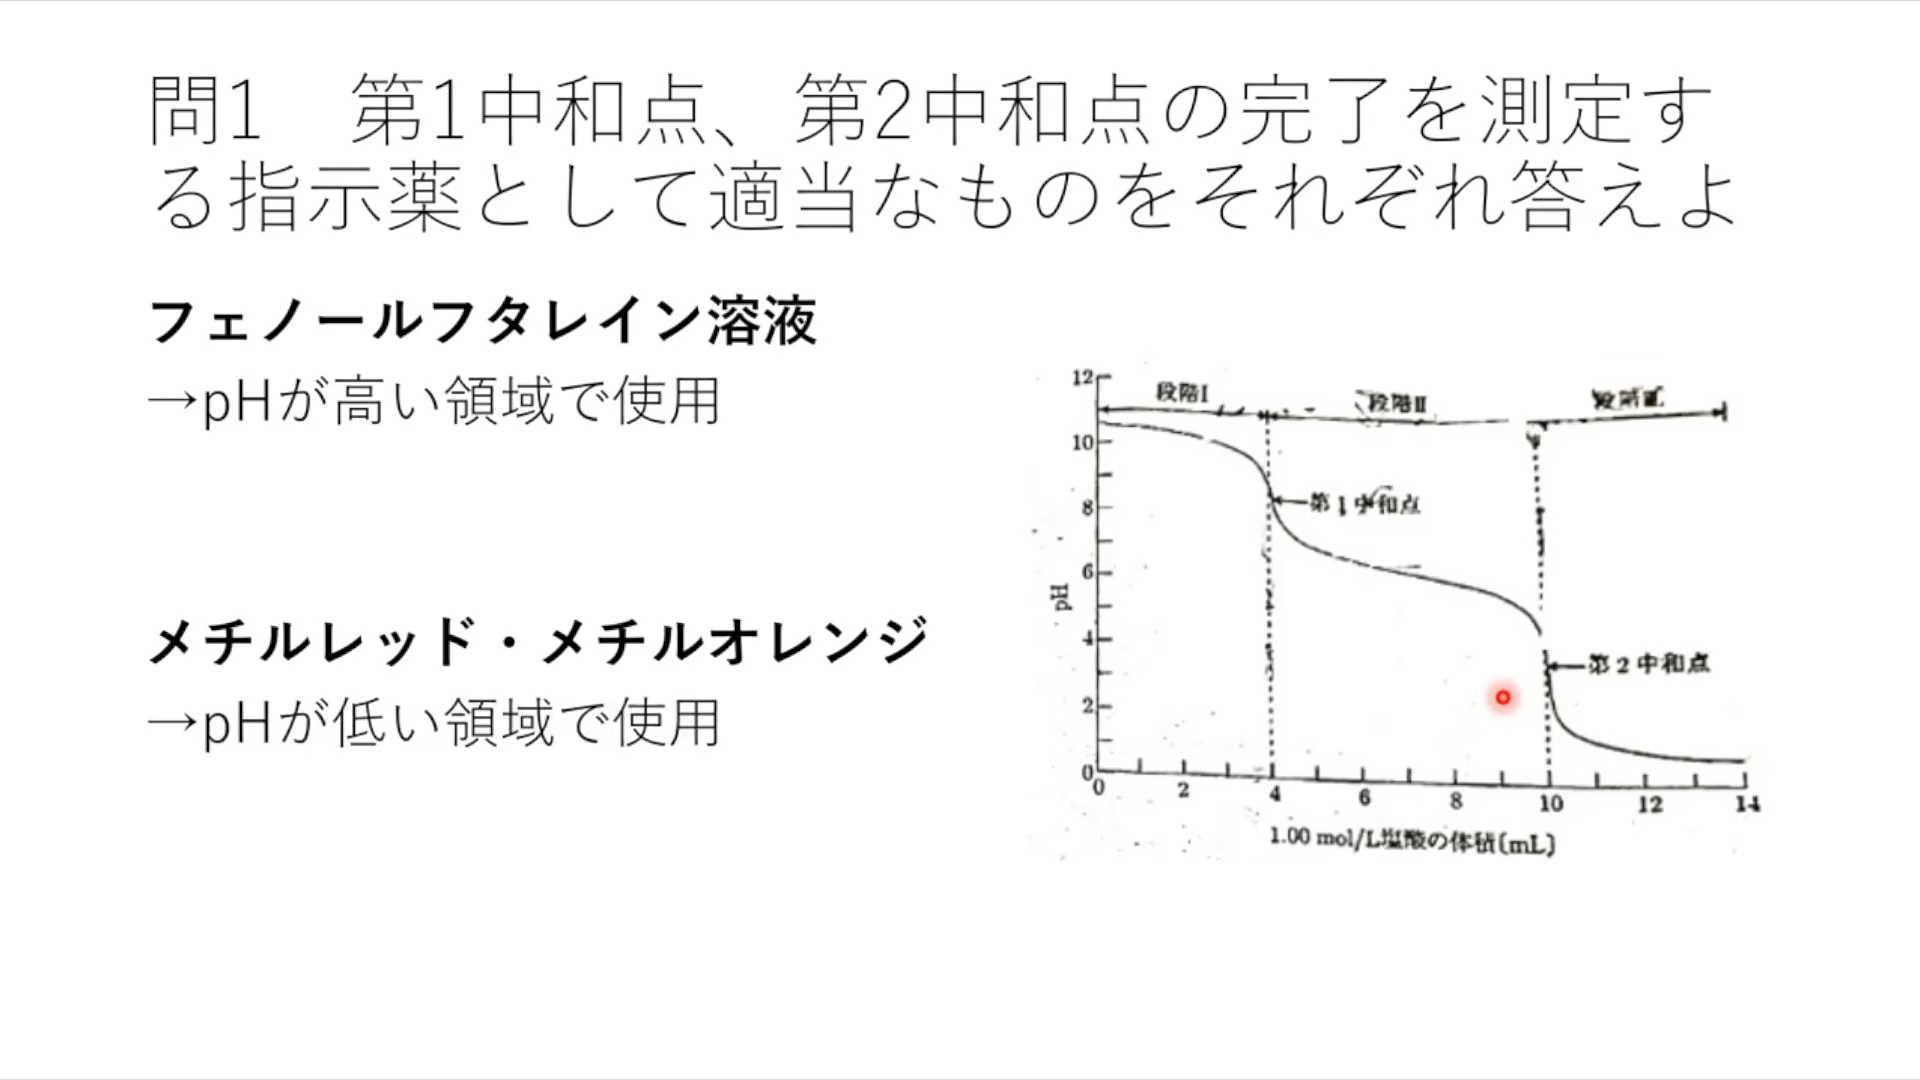 問1　第1中和点、第2中和点の完了を測定す
る指示薬として適当なものをそれぞれ答えよ
フェノールフタレイン溶液
→pHが高い領域で使用
メチルレッド・メチルオレンジ
→pHが低い領域で使用
12
段階I
段階II
段階III
10
第1中和点
8
6
pH
4
第2中和点
2
0
0 2 4 6 8 10 12 14
1.00 mol/L塩酸の体積〔mL〕